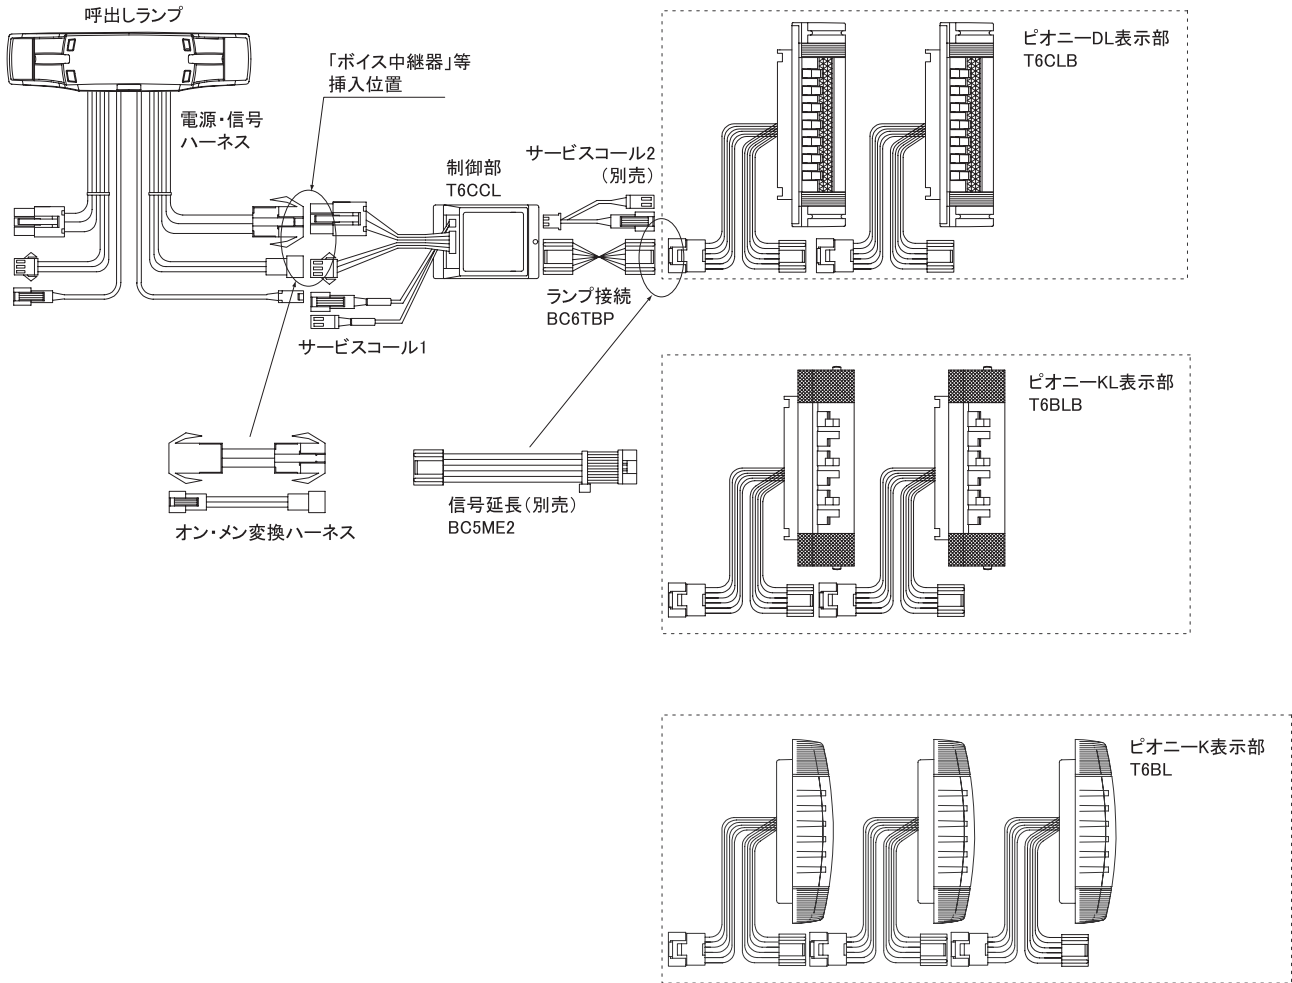 呼出しランプ
電源・信号
ハーネス
「ボイス中継器」等
挿入位置
制御部
T6CCL
サービスコール2
(別売)
ランプ接続
BC6TBP
サービスコール1
オン・メン変換ハーネス
信号延長(別売)
BC5ME2
ピオニーDL表示部
T6CLB
ピオニーKL表示部
T6BLB
ピオニーK表示部
T6BL